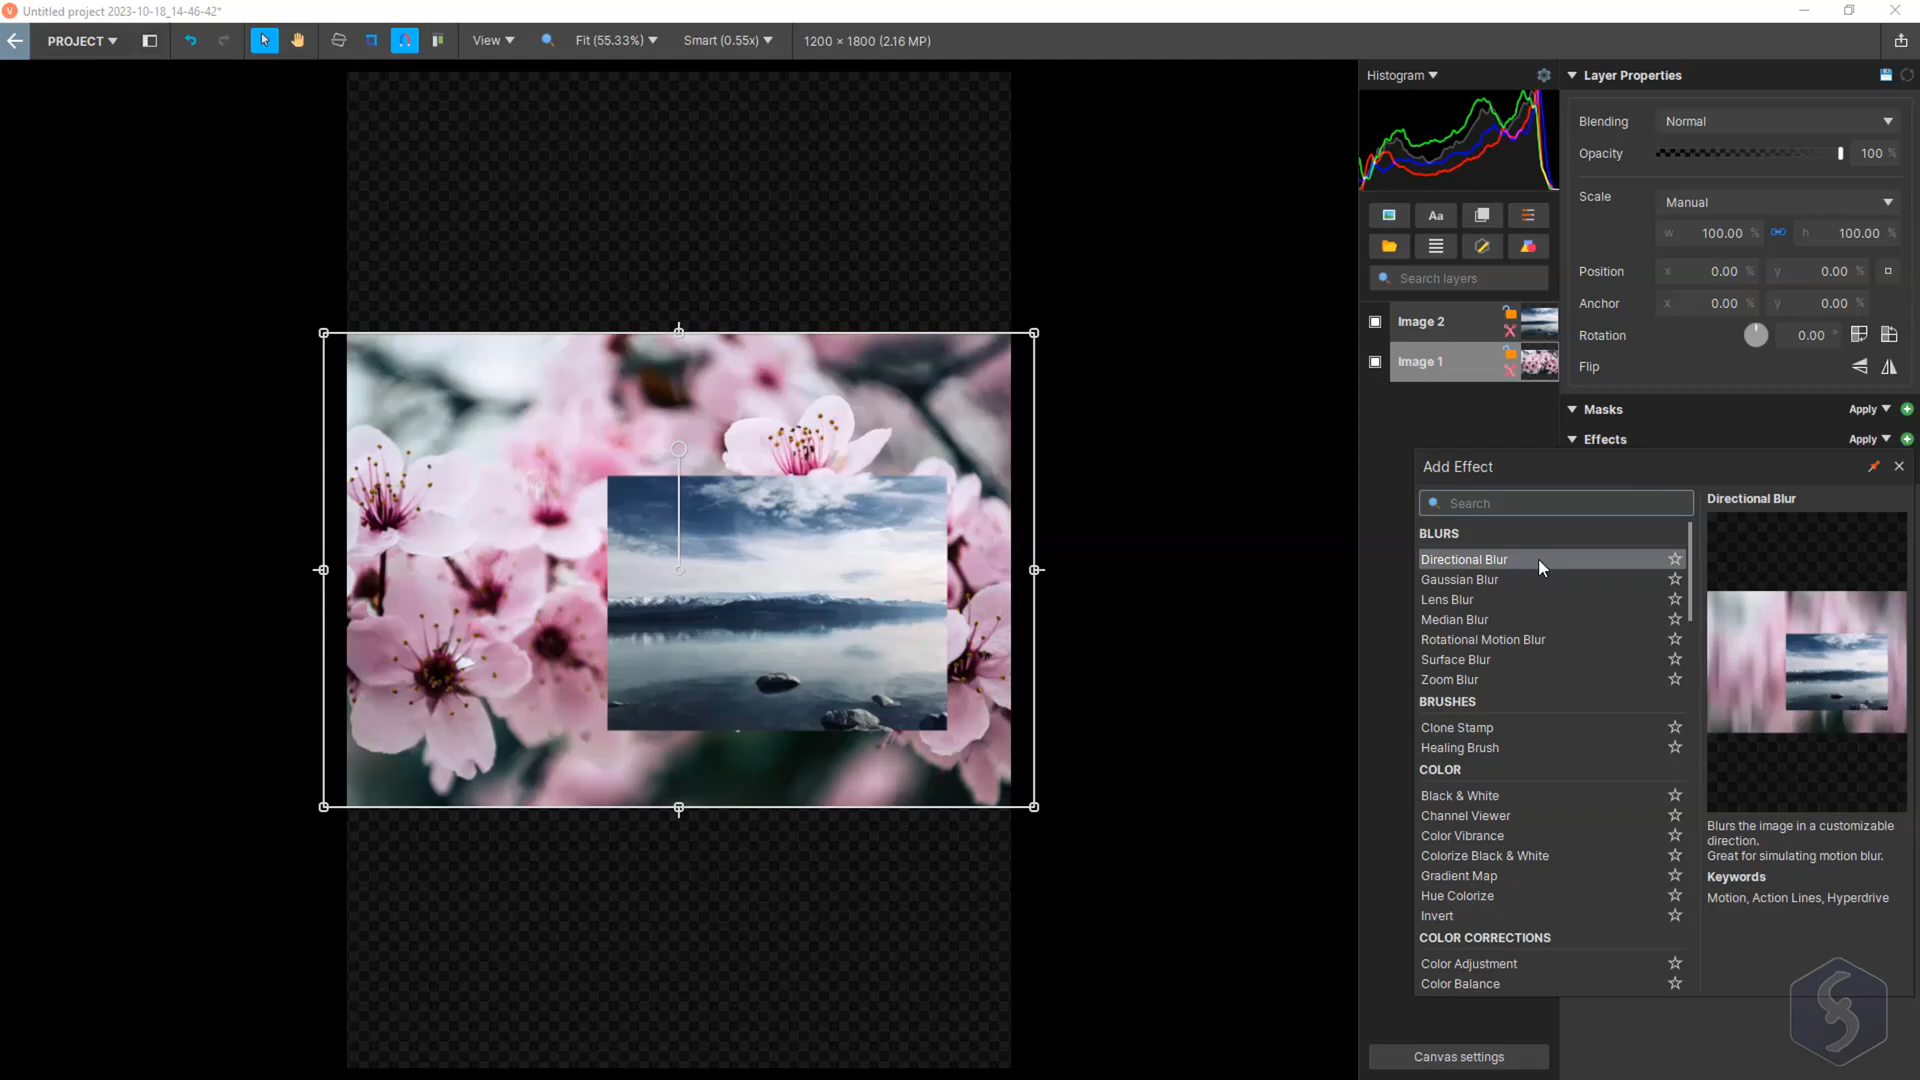 Untitled project 2023-10-18_14-46-42*
PROJECT
View
Fit (55.33%)
Smart (0.55x)
1200 × 1800 (2.16 MP)
Histogram
Aa
Search layers
Image 2
Image 1
Canvas settings
Layer Properties
Blending Normal
Opacity 100 %
Scale Manual
w 100.00 % h 100.00 %
Position x 0.00 % y 0.00 %
Anchor x 0.00 % y 0.00 %
Rotation 0.00 °
Flip
Masks Apply
Effects Apply
Add Effect
Search
BLURS
Directional Blur
Gaussian Blur
Lens Blur
Median Blur
Rotational Motion Blur
Surface Blur
Zoom Blur
BRUSHES
Clone Stamp
Healing Brush
COLOR
Black & White
Channel Viewer
Color Vibrance
Colorize Black & White
Gradient Map
Hue Colorize
Invert
COLOR CORRECTIONS
Color Adjustment
Color Balance
Directional Blur
Blurs the image in a customizable
direction.
Great for simulating motion blur.
Keywords
Motion, Action Lines, Hyperdrive